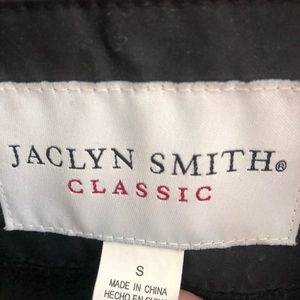 JACLYN SMITH®
CLASSIC
S
MADE IN CHINA
HECHO EN CHINA